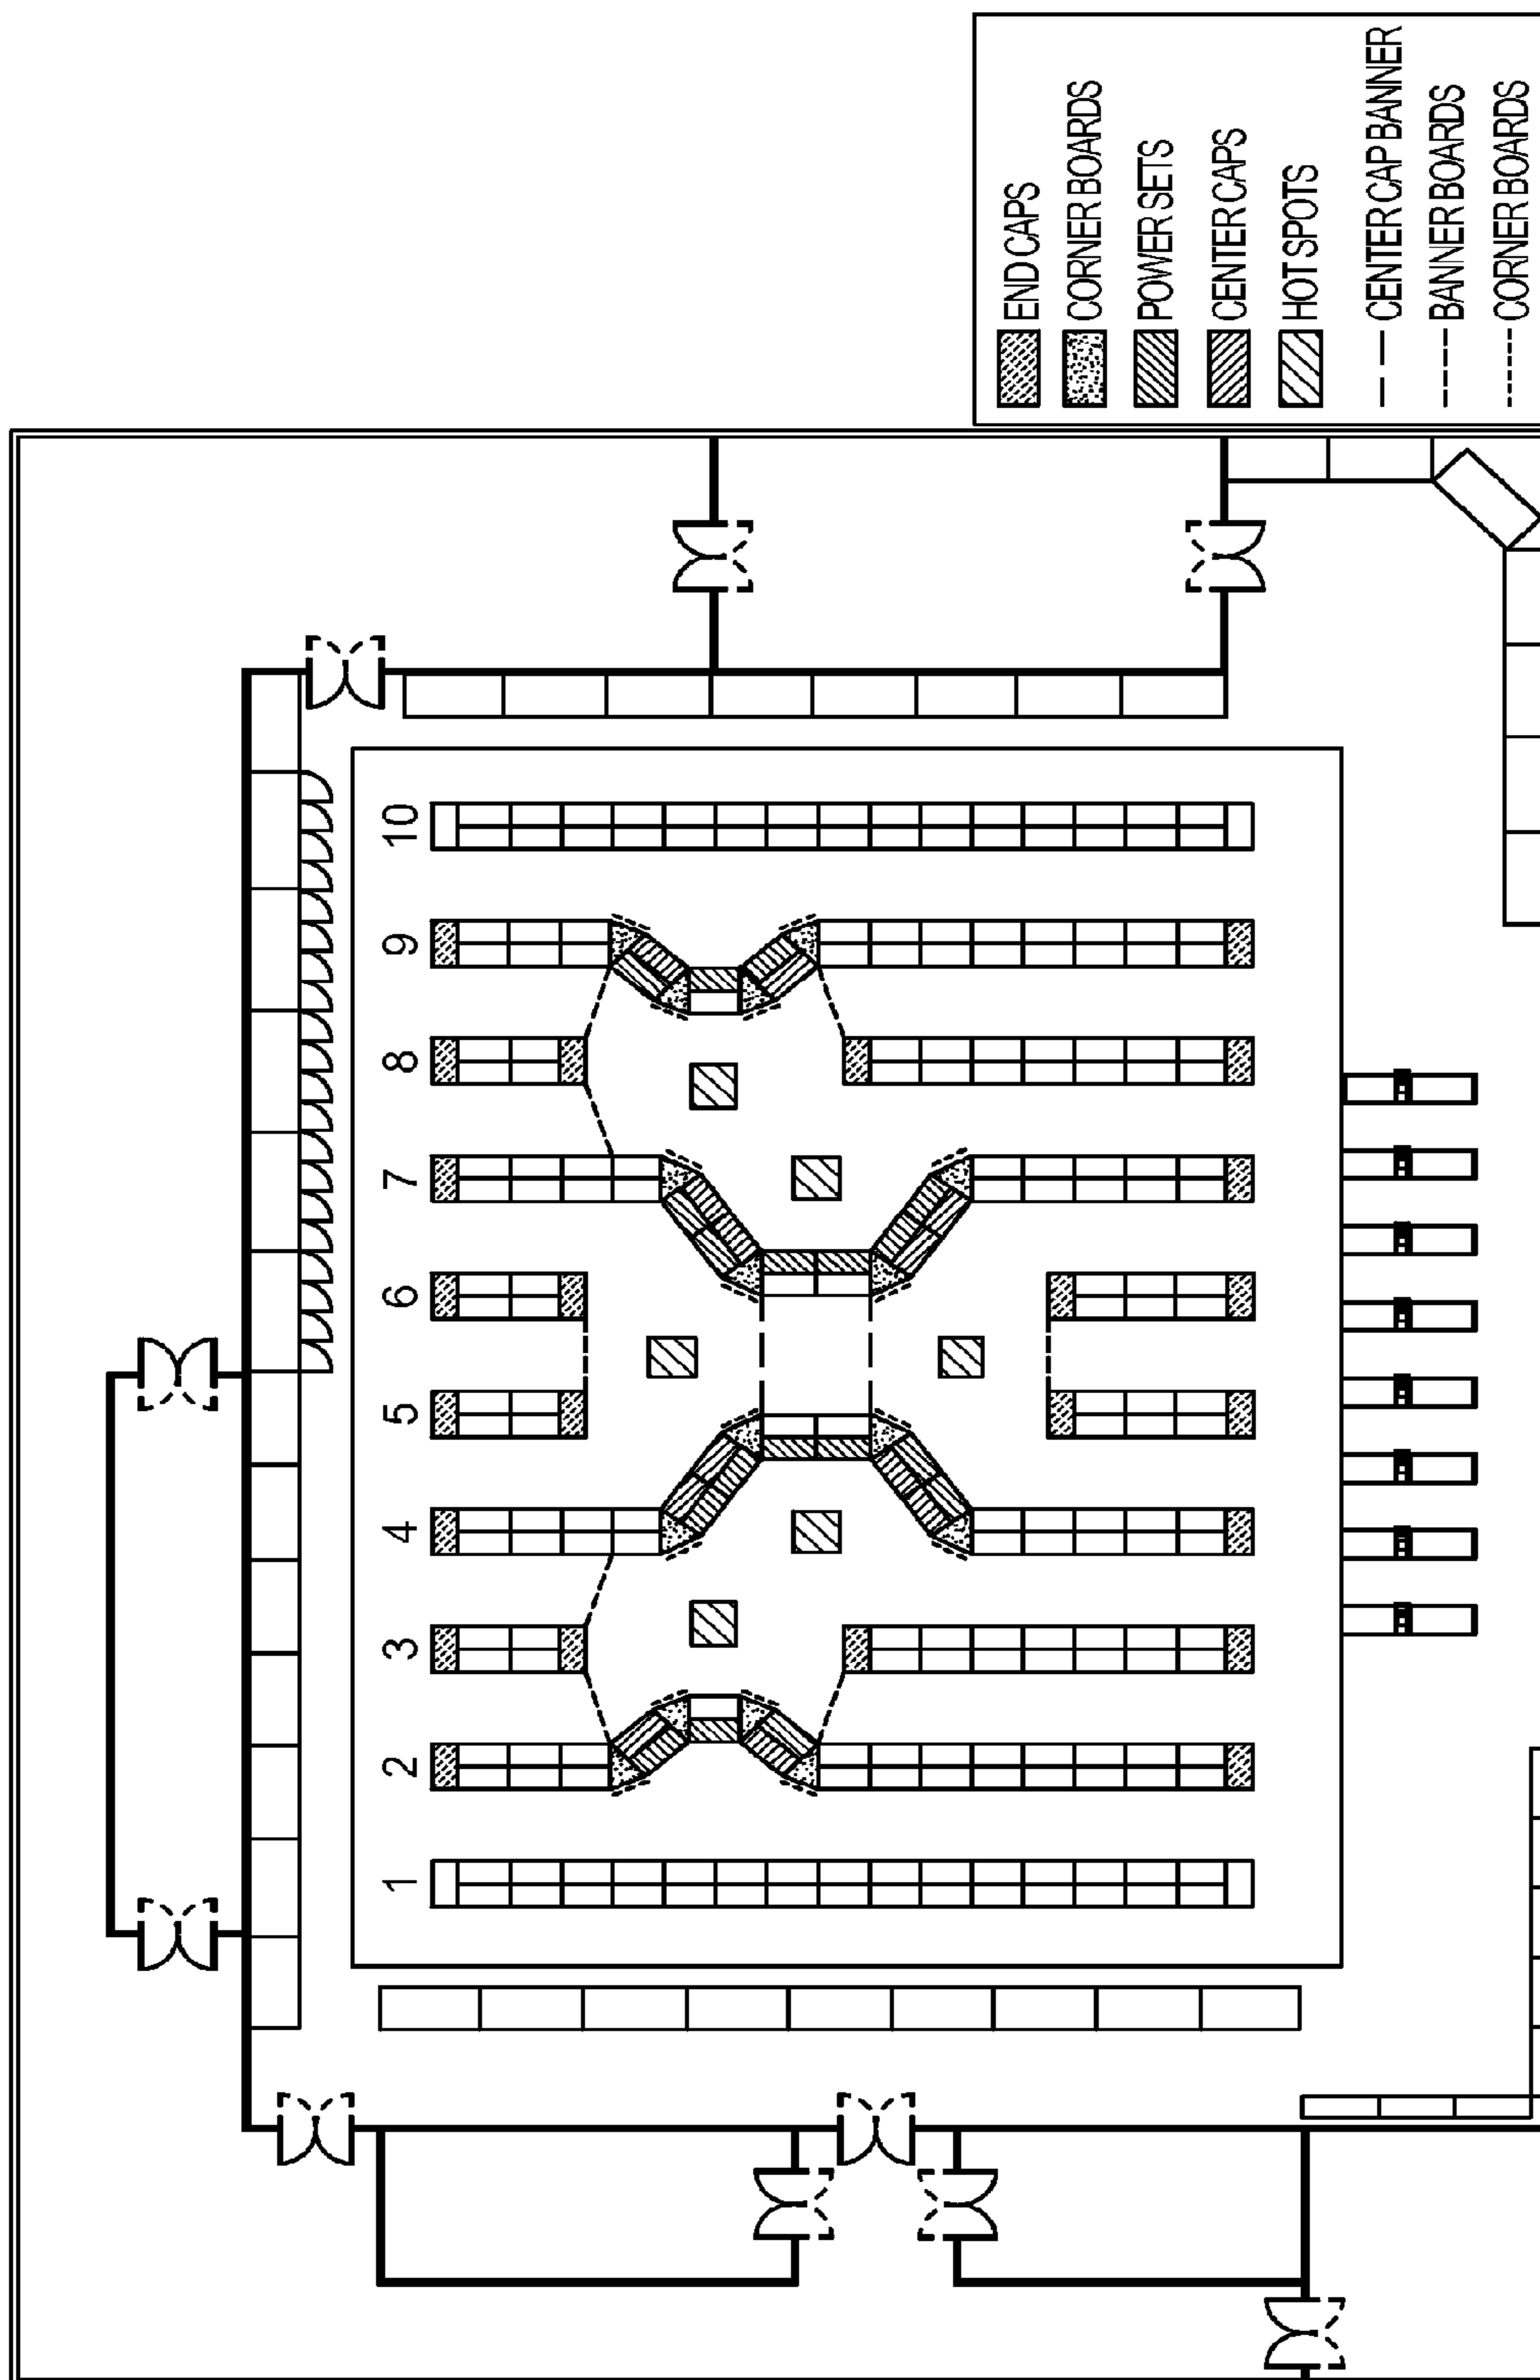 1 2 3 4 5 6 7 8 9 10
END CAPS
CORNER BOARDS
POWER SETS
CENTER CAPS
HOT SPOTS
CENTER CAP BANNER
BANNER BOARDS
CORNER BOARDS